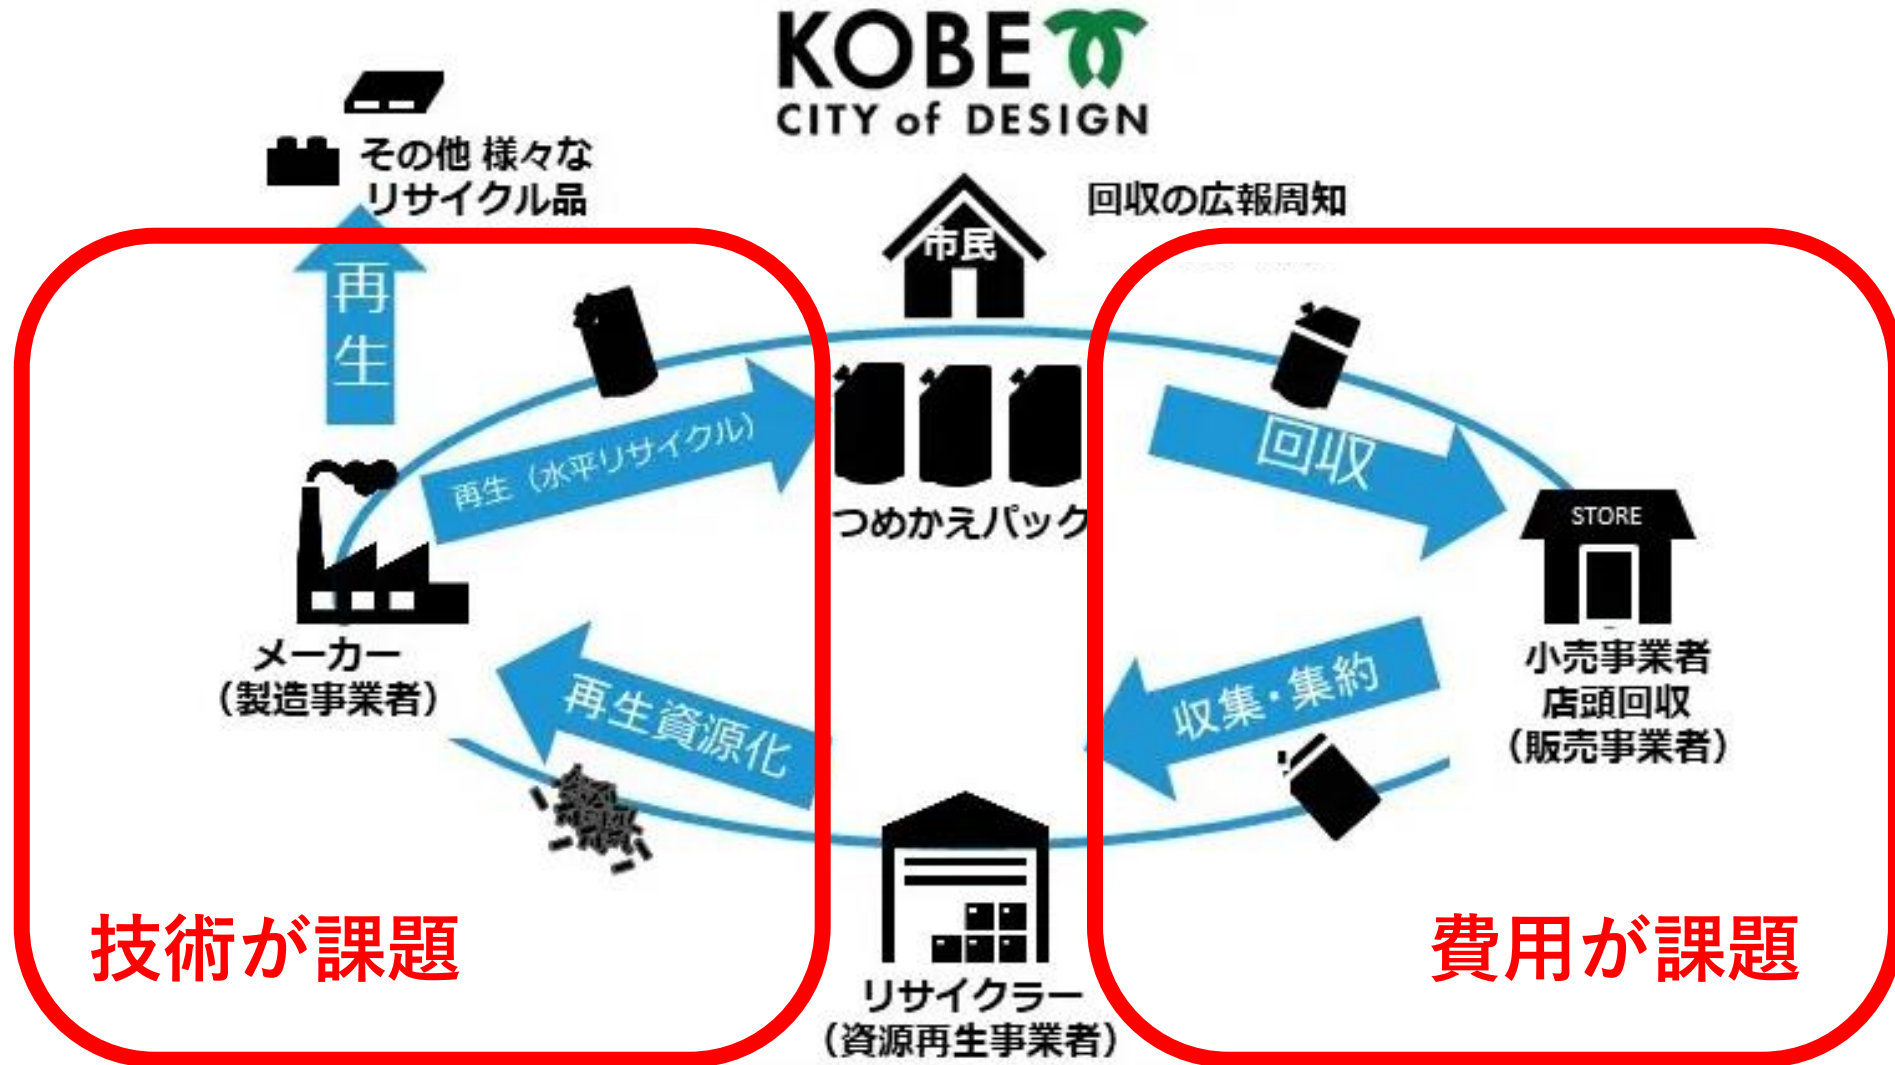 KOBE
CITY of DESIGN
その他 様々な
リサイクル品
回収の広報周知
市民
再生
再生（水平リサイクル）
回収
つめかえパック
STORE
メーカー
（製造事業者）
小売事業者
店頭回収
（販売事業者）
再生資源化
収集・集約
技術が課題
費用が課題
リサイクラー
（資源再生事業者）